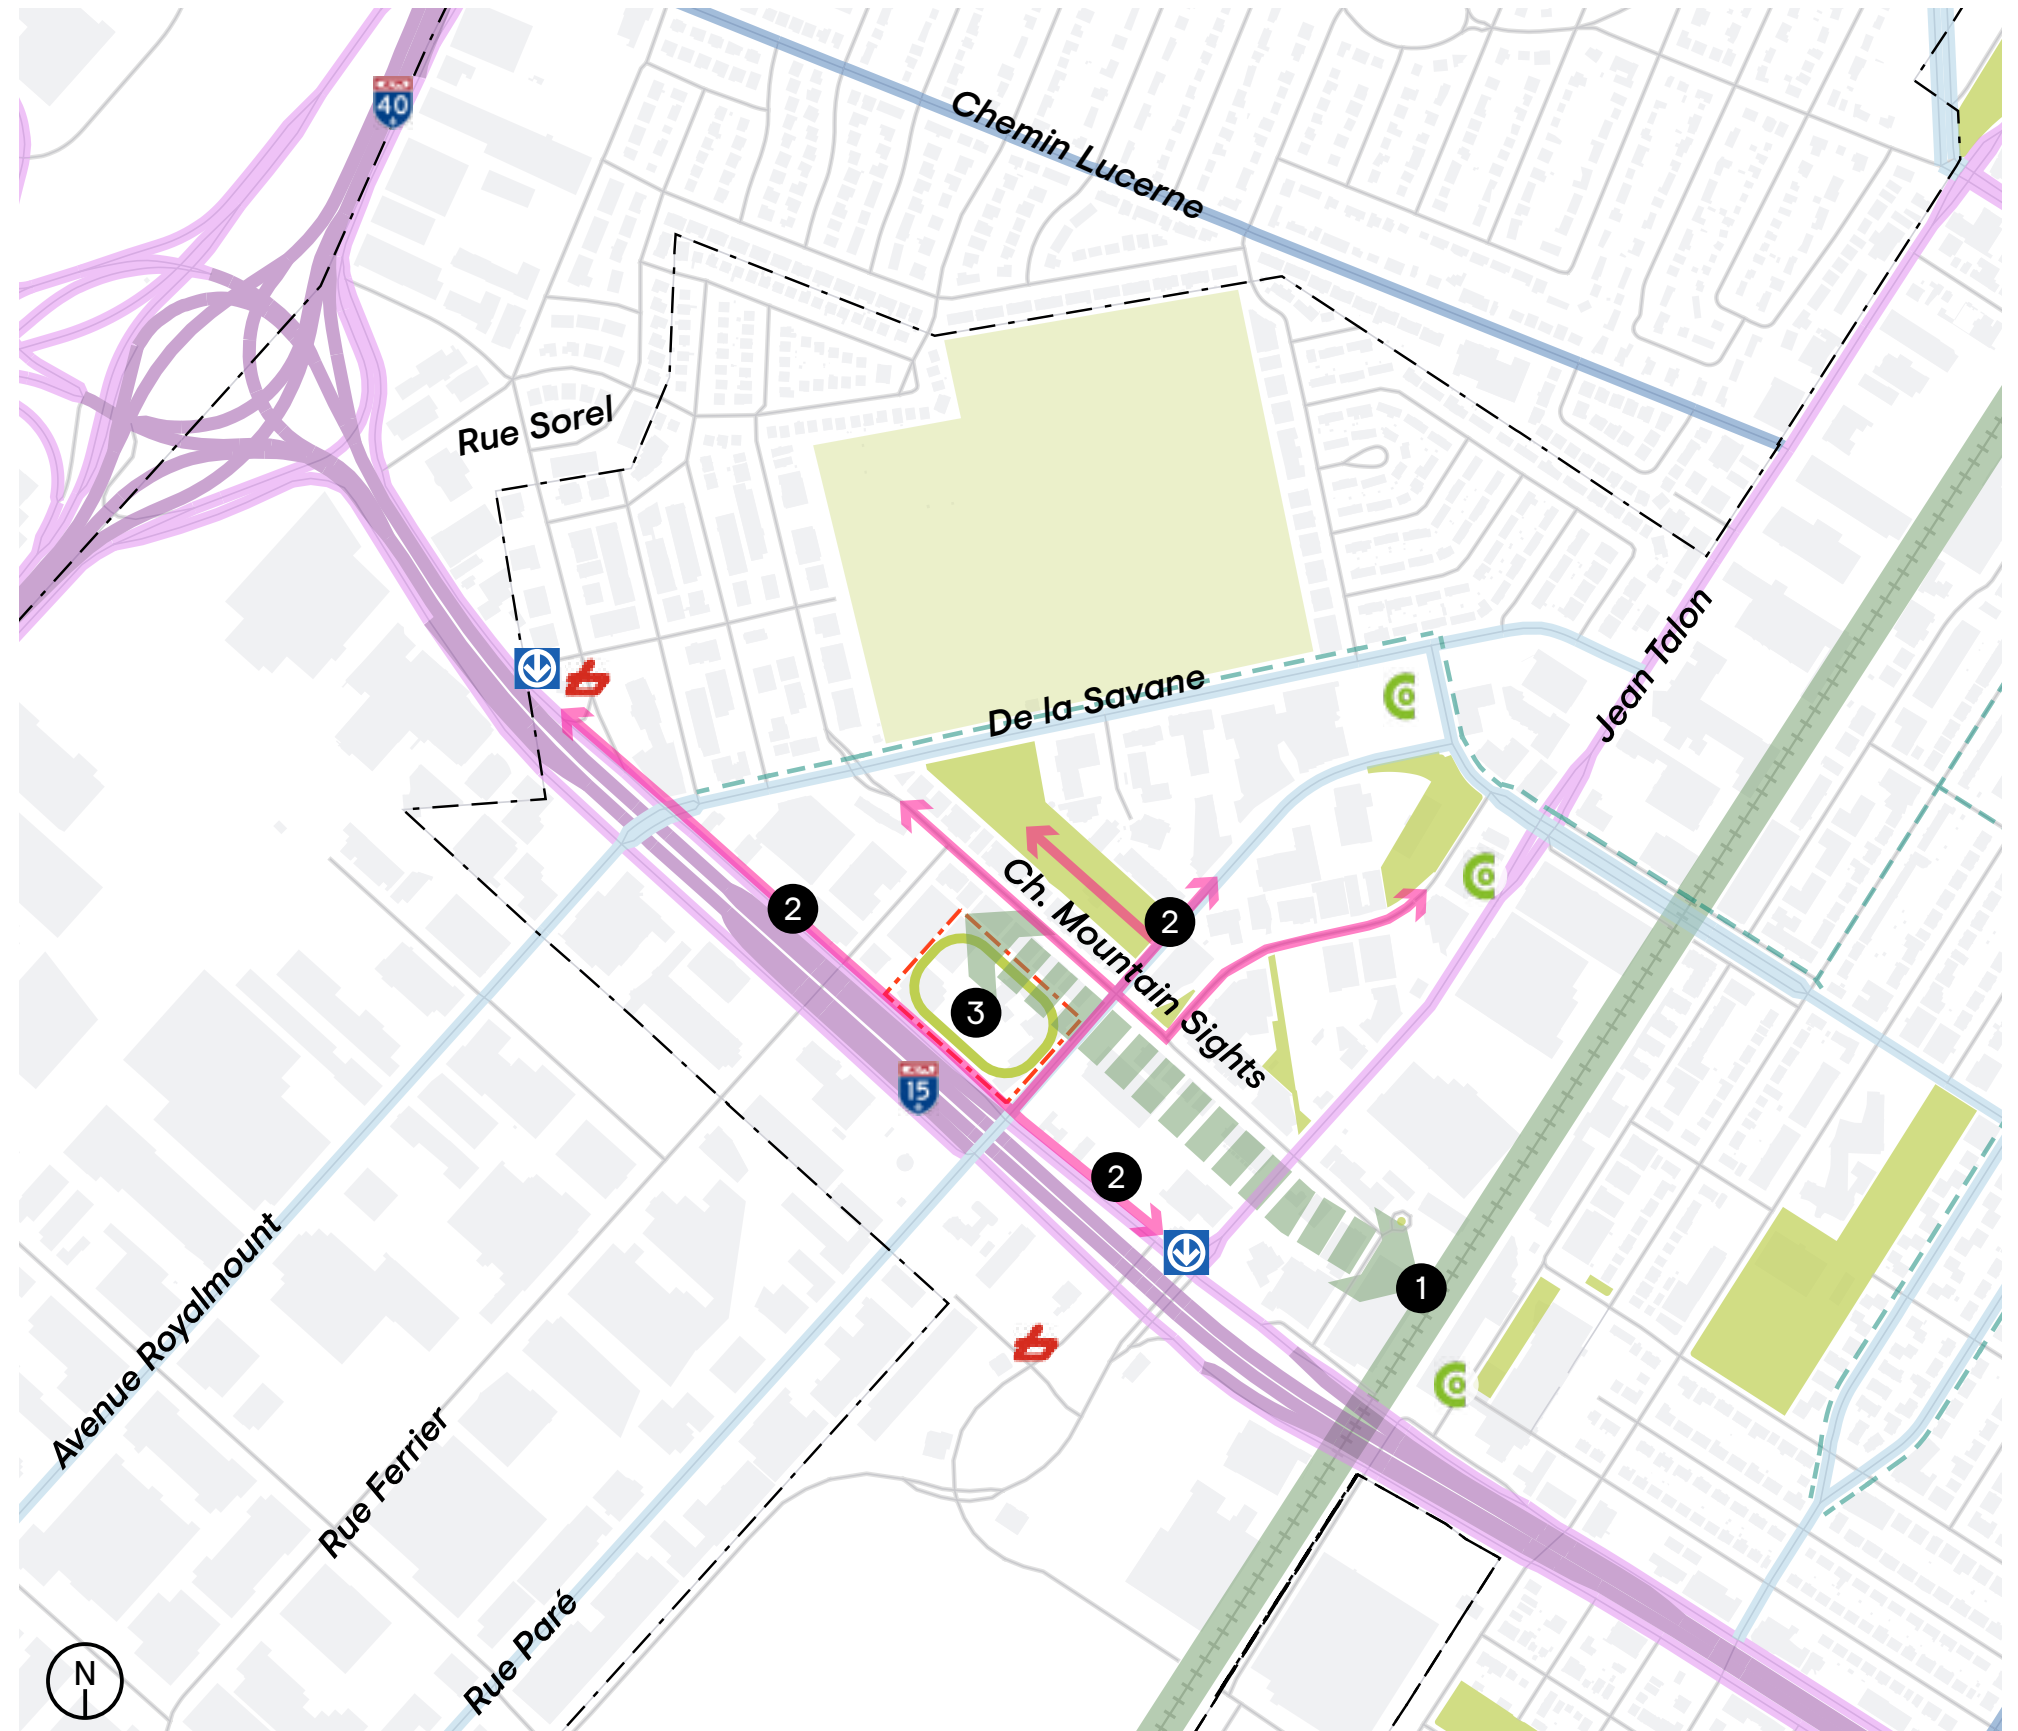 40
Chemin Lucerne
Rue Sorel
Jean Talon
De la Savane
Ch. Mountain Sights
2
2
3
15
2
1
Avenue Royalmount
Rue Ferrier
Rue Paré
N